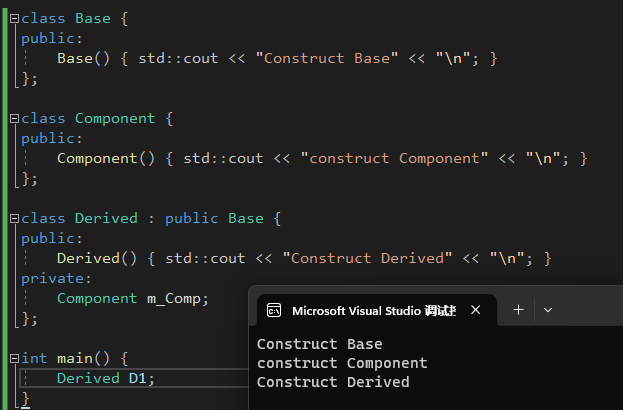 class Base {
public:
Base() { std::cout << "Construct Base" << "\n"; }
};
class Component {
public:
Component() { std::cout << "construct Component" << "\n"; }
};
class Derived : public Base {
public:
Derived() { std::cout << "Construct Derived" << "\n"; }
private:
Component m_Comp;
};
int main() {
Derived D1;
}
Microsoft Visual Studio 调试
Construct Base
construct Component
Construct Derived